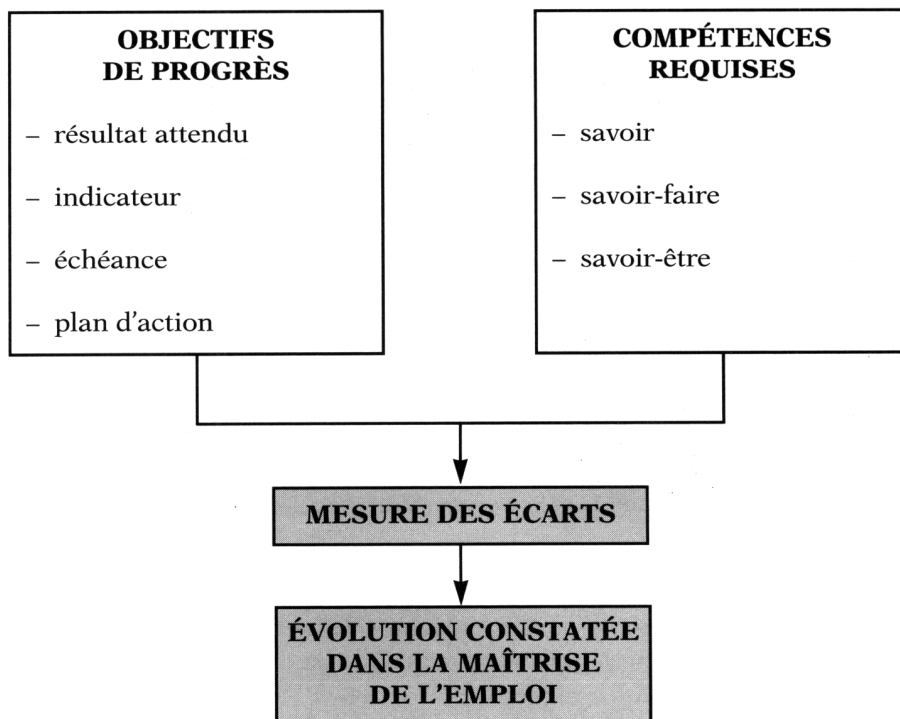 OBJECTIFS
DE PROGRÈS
– résultat attendu
– indicateur
– échéance
– plan d'action
COMPÉTENCES
REQUISES
– savoir
– savoir-faire
– savoir-être
MESURE DES ÉCARTS
ÉVOLUTION CONSTATÉE
DANS LA MAÎTRISE
DE L'EMPLOI